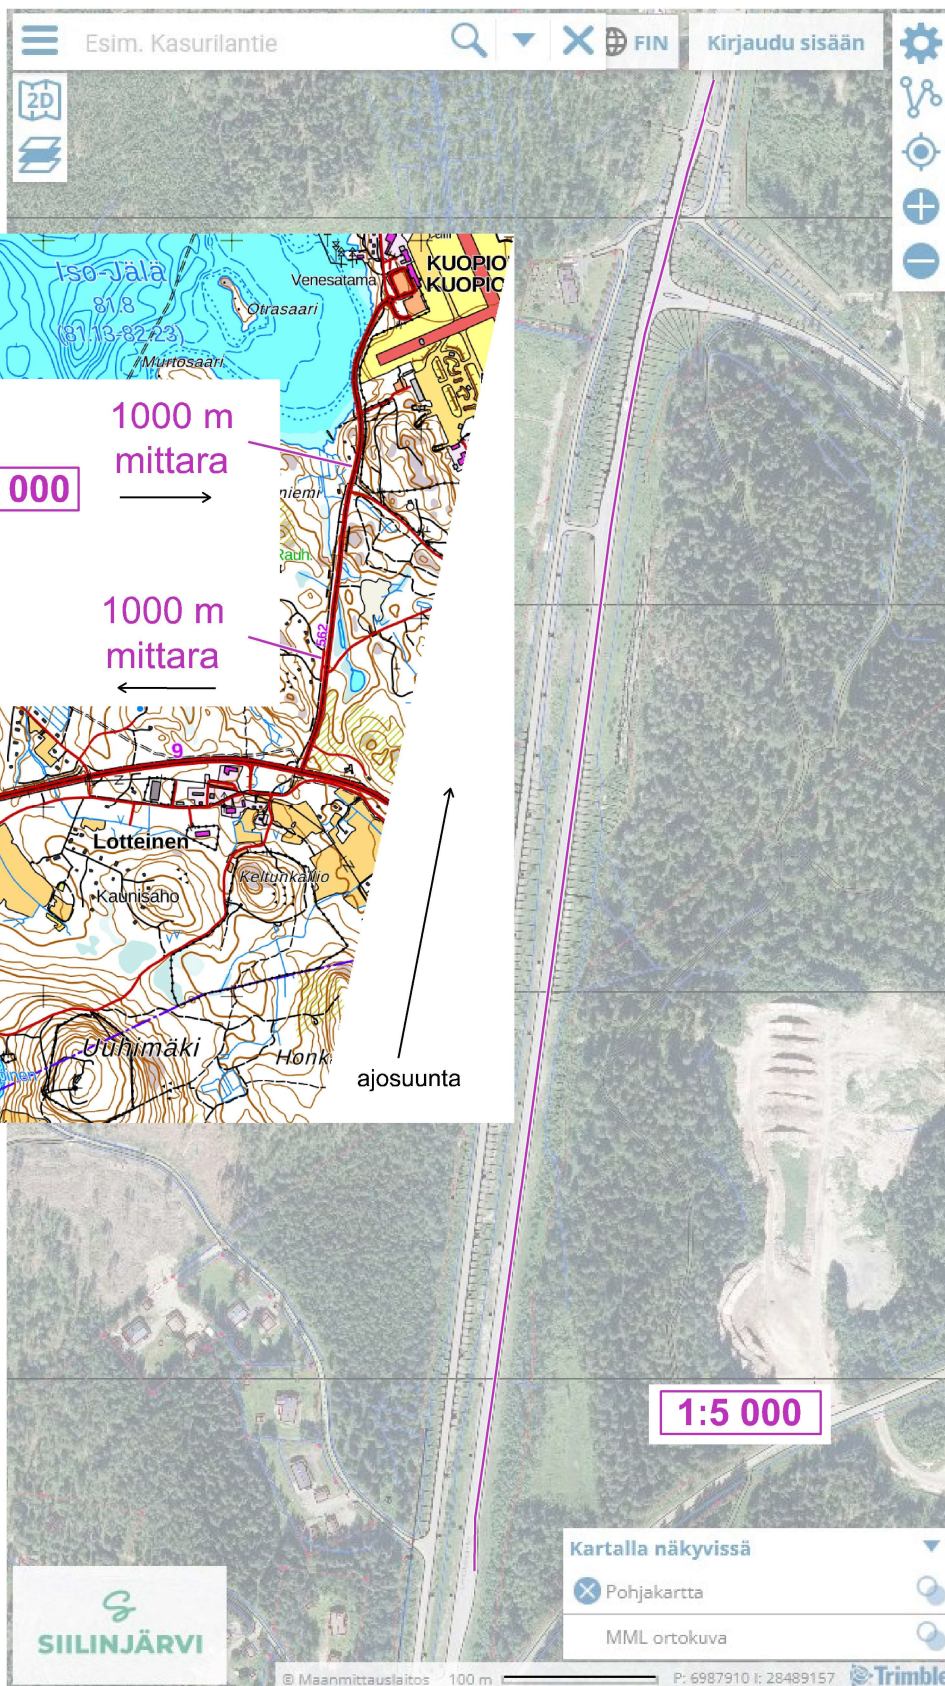 Esim. Kasurilantie
FIN
Kirjaudu sisään
2D
Iso-Jälä
81.8
(81.13-82.23)
Otrasaari
Murtosaari
Venesatama
KUOPIO
KUOPIO
1000 m
mittara
000
niemi
Rauh.
1000 m
mittara
562
9
Lotteinen
Keltunkallio
Kaunisaho
Uuhimäki
Honk
inen
ajosuunta
1:5 000
Kartalla näkyvissä
Pohjakartta
MML ortokuva
SIILINJÄRVI
© Maanmittauslaitos 100 m
P: 6987910 I: 28489157
Trimble